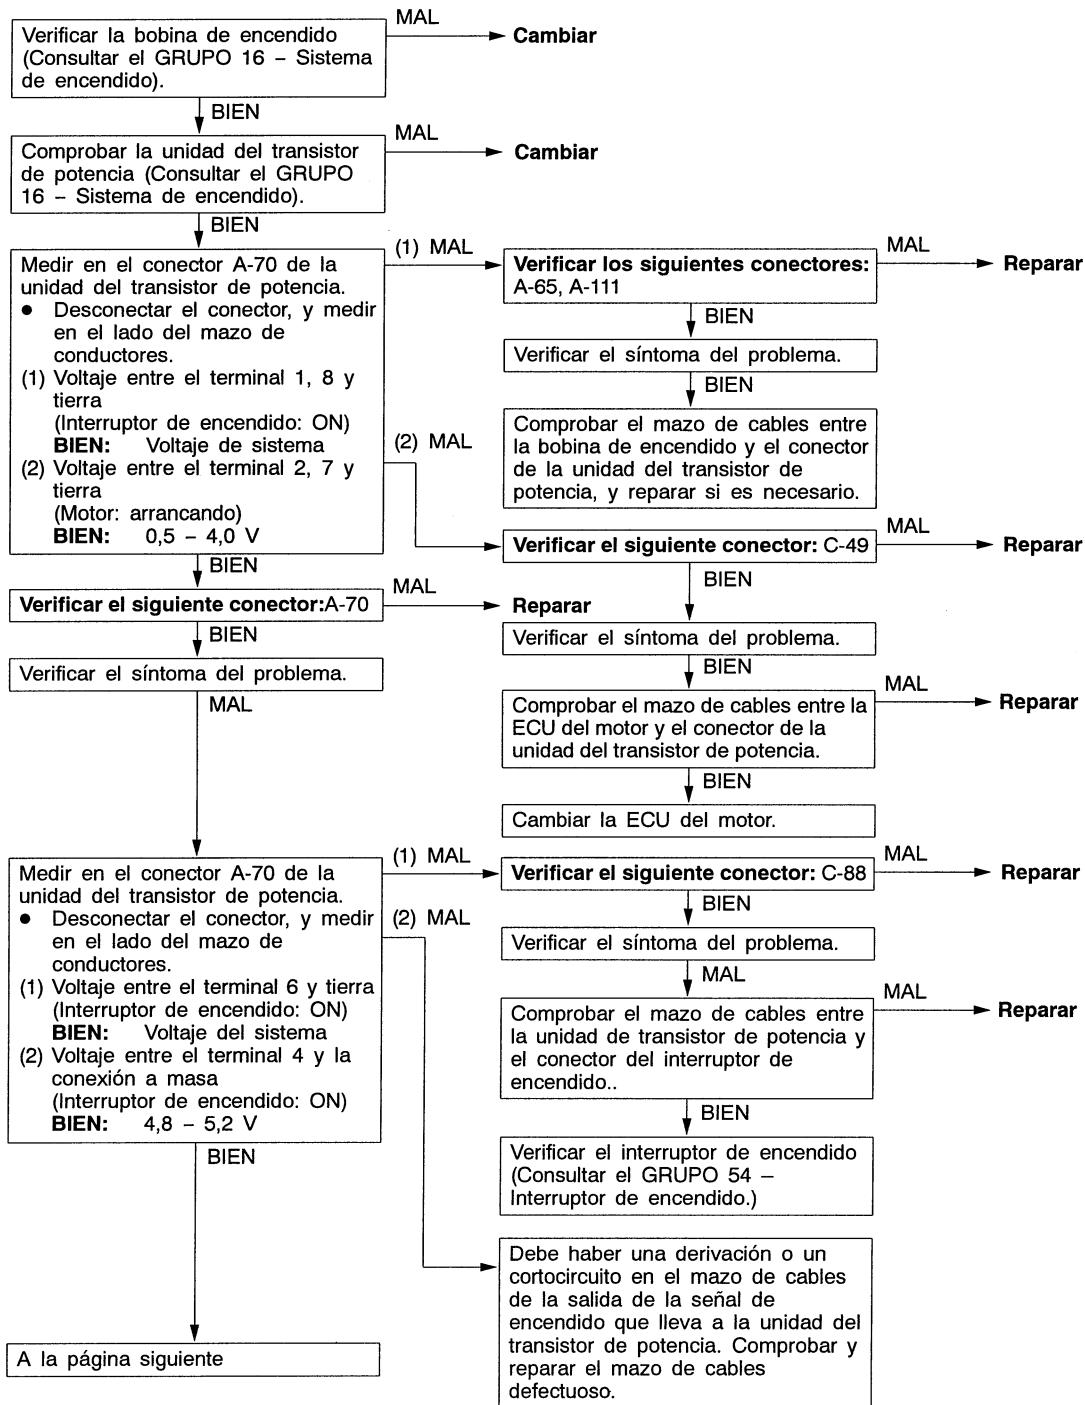 Verificar la bobina de encendido
(Consultar el GRUPO 16 – Sistema
de encendido).
MAL
Cambiar
BIEN
Comprobar la unidad del transistor
de potencia (Consultar el GRUPO
16 – Sistema de encendido).
MAL
Cambiar
BIEN
Medir en el conector A-70 de la
unidad del transistor de potencia.
● Desconectar el conector, y medir
en el lado del mazo de
conductores.
(1) Voltaje entre el terminal 1, 8 y
tierra
(Interruptor de encendido: ON)
BIEN: Voltaje de sistema
(2) Voltaje entre el terminal 2, 7 y
tierra
(Motor: arrancando)
BIEN: 0,5 – 4,0 V
(1) MAL
Verificar los siguientes conectores:
A-65, A-111
MAL
Reparar
BIEN
Verificar el síntoma del problema.
BIEN
Comprobar el mazo de cables entre
la bobina de encendido y el conector
de la unidad del transistor de
potencia, y reparar si es necesario.
(2) MAL
Verificar el siguiente conector: C-49
MAL
Reparar
BIEN
Verificar el síntoma del problema.
BIEN
Comprobar el mazo de cables entre la
ECU del motor y el conector de la
unidad del transistor de potencia.
MAL
Reparar
BIEN
Cambiar la ECU del motor.
BIEN
Verificar el siguiente conector:A-70
MAL
Reparar
BIEN
Verificar el síntoma del problema.
MAL
Medir en el conector A-70 de la
unidad del transistor de potencia.
● Desconectar el conector, y medir
en el lado del mazo de
conductores.
(1) Voltaje entre el terminal 6 y tierra
(Interruptor de encendido: ON)
BIEN: Voltaje del sistema
(2) Voltaje entre el terminal 4 y la
conexión a masa
(Interruptor de encendido: ON)
BIEN: 4,8 – 5,2 V
(1) MAL
Verificar el siguiente conector: C-88
MAL
Reparar
BIEN
Verificar el síntoma del problema.
MAL
Comprobar el mazo de cables entre
la unidad de transistor de potencia y
el conector del interruptor de
encendido..
MAL
Reparar
BIEN
Verificar el interruptor de encendido
(Consultar el GRUPO 54 –
Interruptor de encendido.)
(2) MAL
Debe haber una derivación o un
cortocircuito en el mazo de cables
de la salida de la señal de
encendido que lleva a la unidad del
transistor de potencia. Comprobar y
reparar el mazo de cables
defectuoso.
BIEN
A la página siguiente